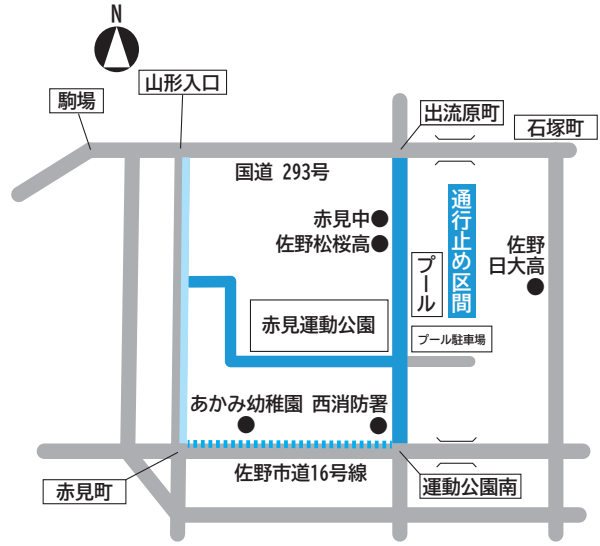 N
駒場
山形入口
出流原町
石塚町
国道 293号
赤見中
佐野松桜高
通行止め区間
プール
佐野
日大高
赤見運動公園
プール駐車場
あかみ幼稚園
西消防署
佐野市道16号線
赤見町
運動公園南